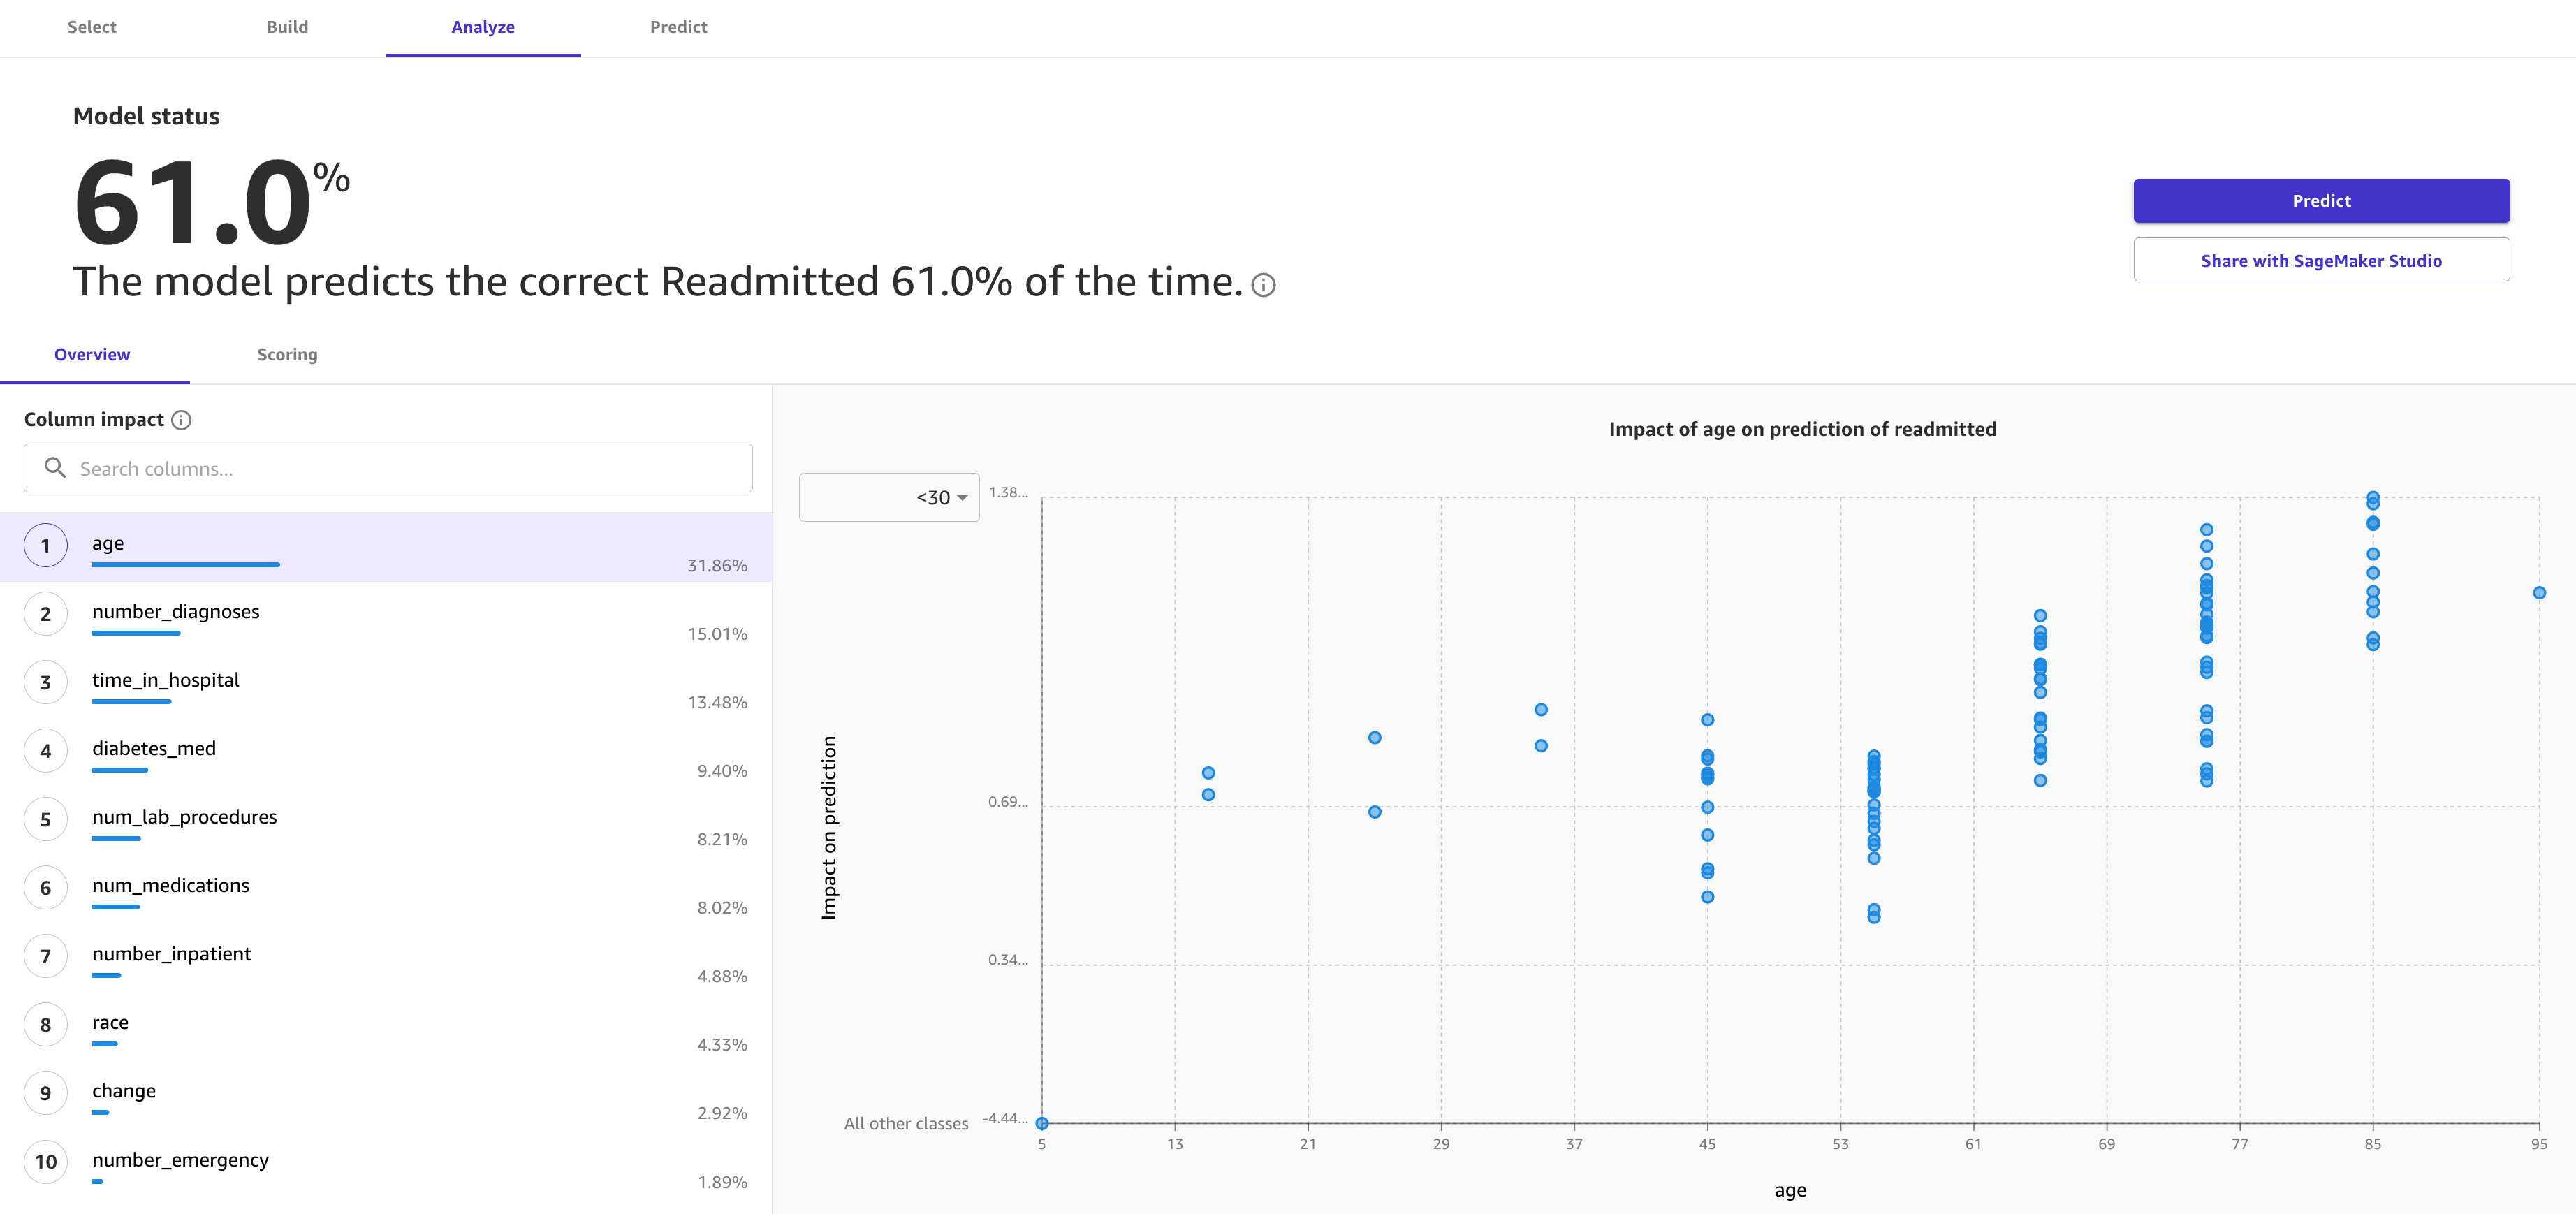 Select Build Analyze Predict
Model status
61.0%
The model predicts the correct Readmitted 61.0% of the time.
Predict
Share with SageMaker Studio
Overview Scoring
Column impact
Search columns...
1 age 31.86%
2 number_diagnoses 15.01%
3 time_in_hospital 13.48%
4 diabetes_med 9.40%
5 num_lab_procedures 8.21%
6 num_medications 8.02%
7 number_inpatient 4.88%
8 race 4.33%
9 change 2.92%
10 number_emergency 1.89%
Impact of age on prediction of readmitted
<30
1.38...
0.69...
0.34...
-4.44...
Impact on prediction
All other classes
5 13 21 29 37 45 53 61 69 77 85 95
age